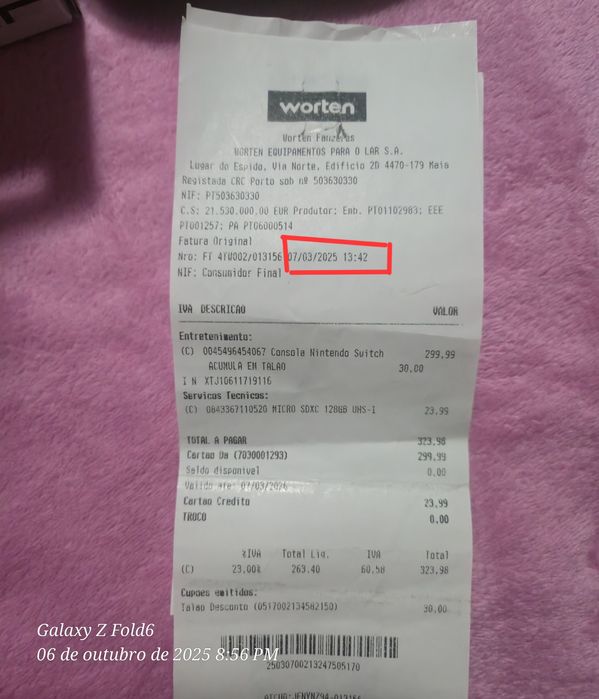 worten
Worten Fanzeres
WORTEN EQUIPAMENTOS PARA O LAR S.A.
Lugar do Espido, Via Norte, Edificio 2D 4470-179 Maia
Registada CRC Porto sob nº 503630330
NIF: PT503630330
C.S: 21.530.000,00 EUR Produtor: Emb. PT01102983; EEE
PT001257; PA PT06000514
Fatura Original
Nro: FT 4TW002/013156 07/03/2025 13:42
NIF: Consumidor Final
IVA DESCRICAO VALOR
Entretenimento:
(C) 0045496454067 Consola Nintendo Switch 299.99
ACUMULA EM TALAO 30.00
I N XTJ10611719116
Servicos Tecnicos:
(C) 0843367110520 MICRO SDXC 128GB UHS-I 23.99
TOTAL A PAGAR 323.98
Cartao Da (7030001293) 299.99
Saldo disponivel 0.00
Valido ate: 07/03/2026
Cartao Credito 23.99
TROCO 0.00
%IVA Total Liq. IVA Total
(C) 23.00% 263.40 60.58 323.98
Cupoes emitidos:
Talao Desconto (0517002134582150) 30.00
25030700213247505170
Galaxy Z Fold6
06 de outubro de 2025 8:56 PM